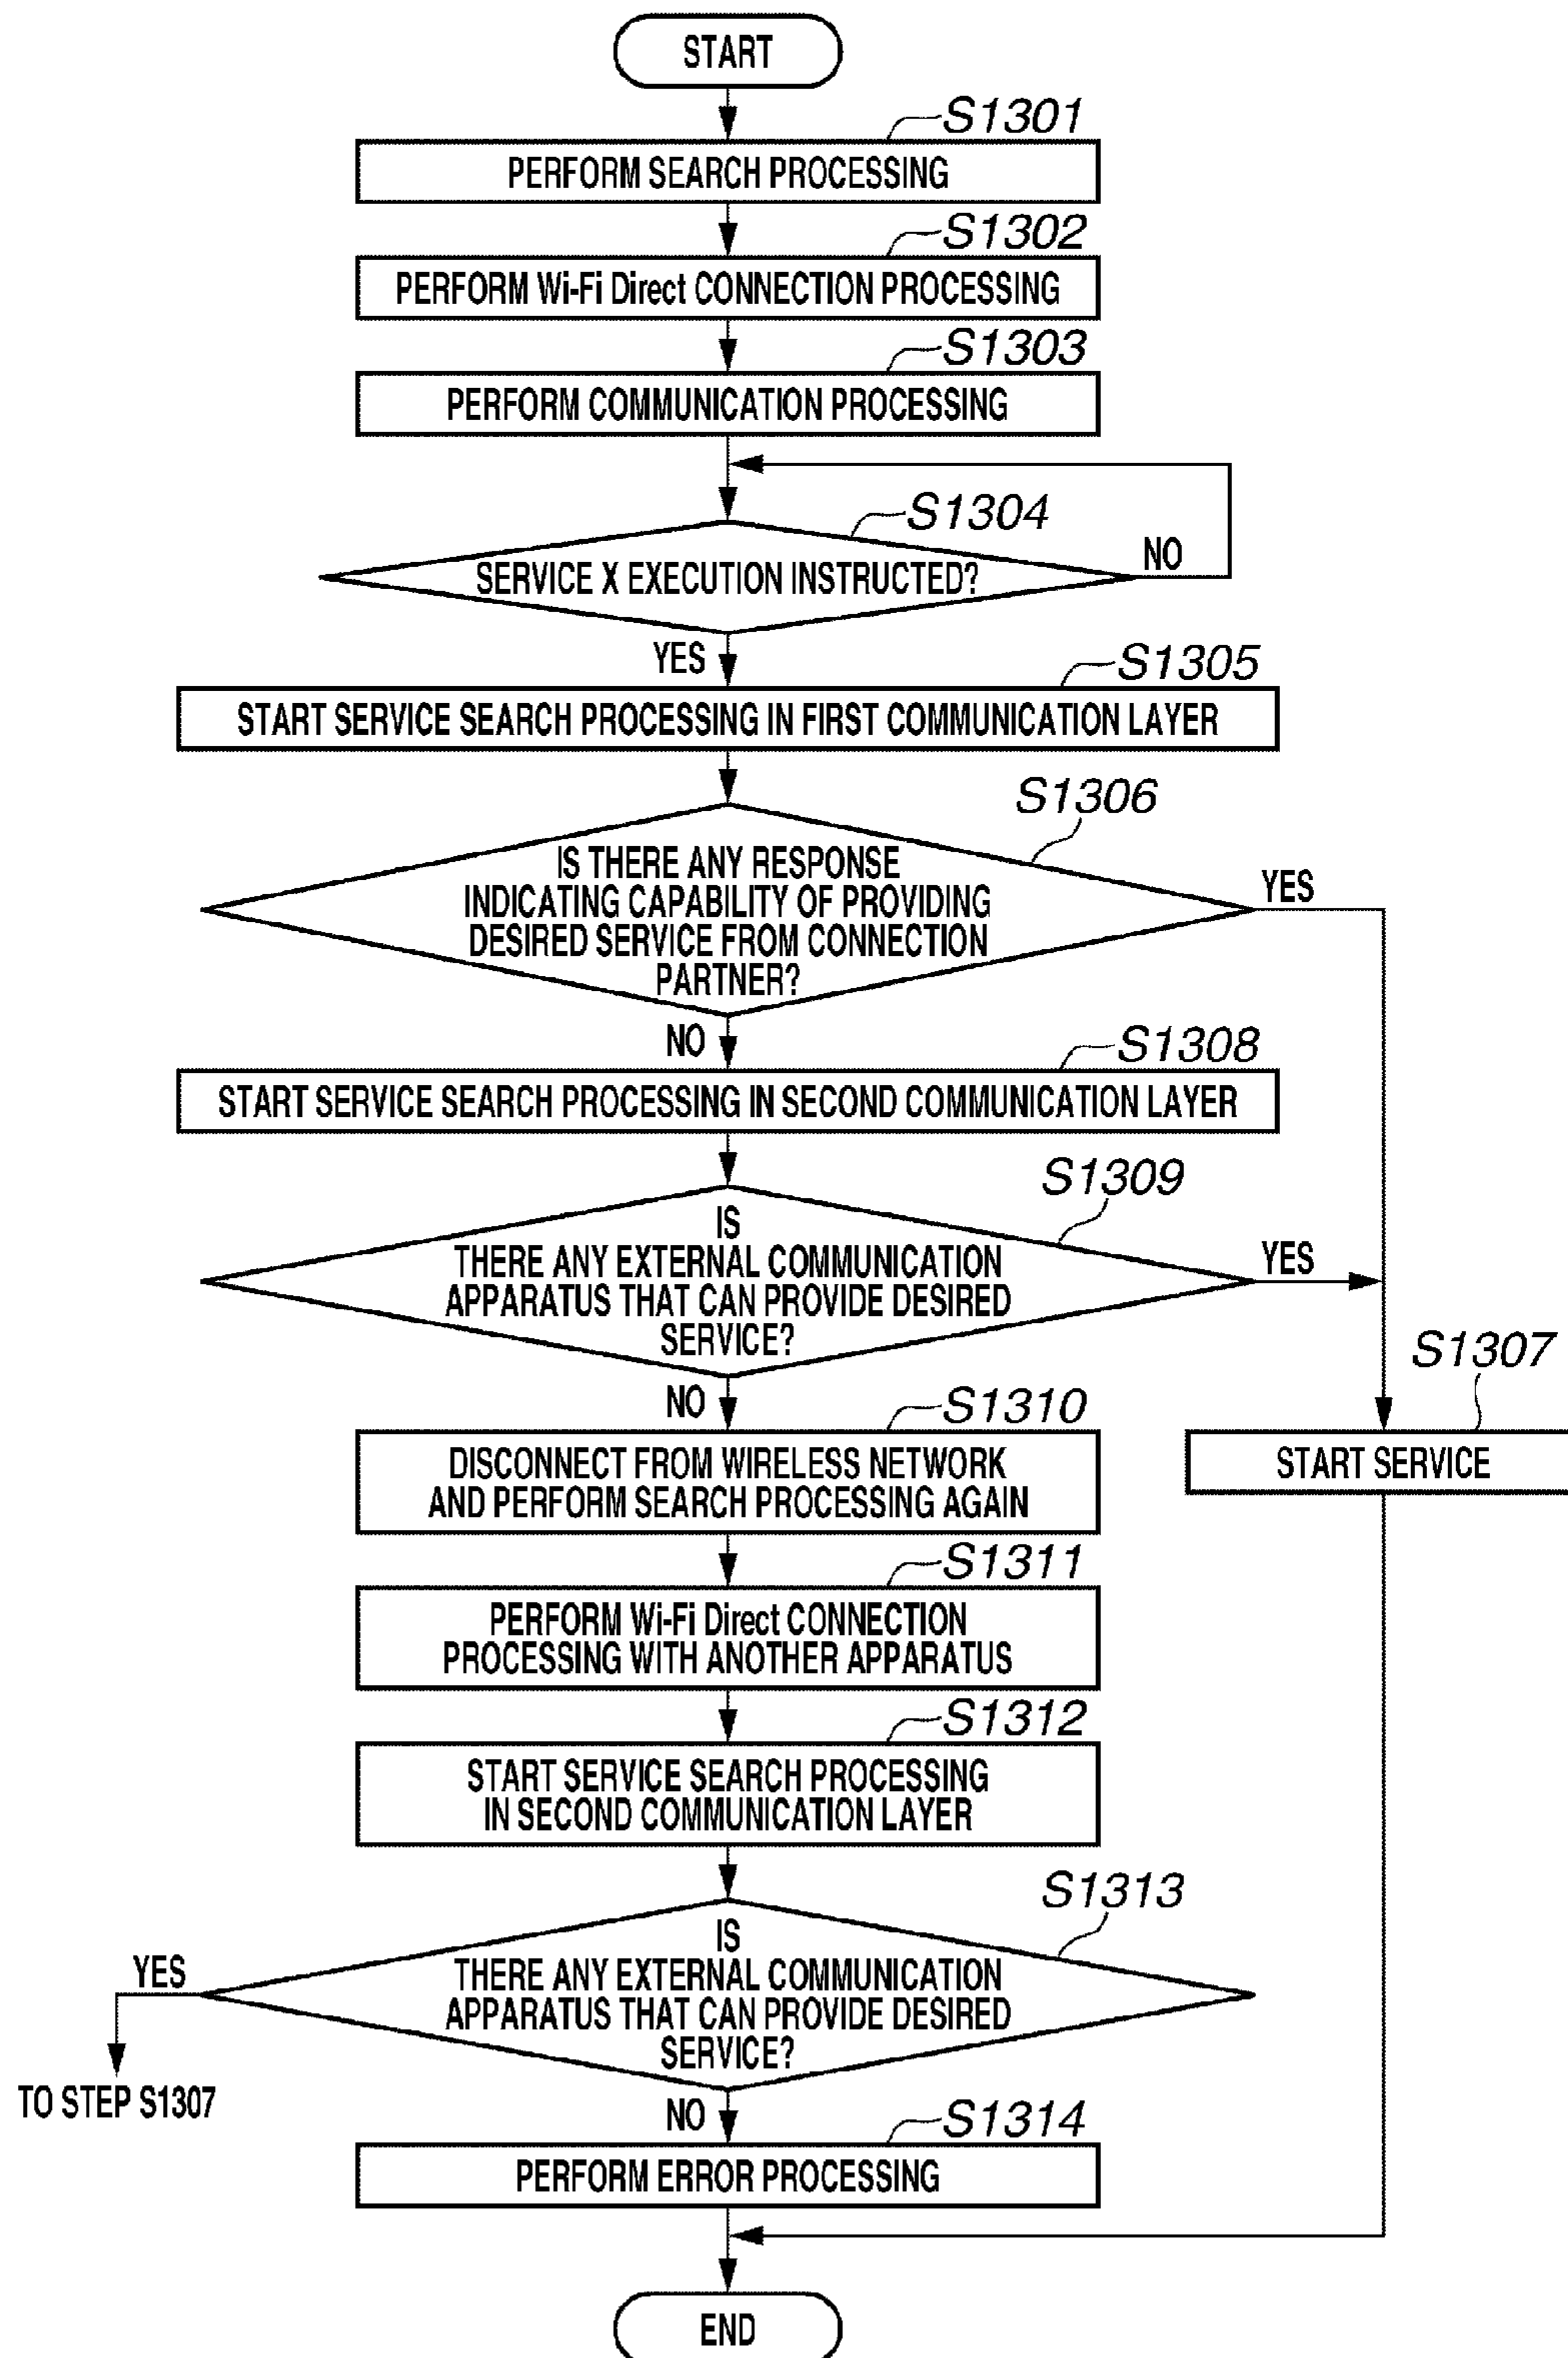 START
S1301
PERFORM SEARCH PROCESSING
S1302
PERFORM Wi-Fi Direct CONNECTION PROCESSING
S1303
PERFORM COMMUNICATION PROCESSING
S1304
SERVICE X EXECUTION INSTRUCTED?
NO
YES
S1305
START SERVICE SEARCH PROCESSING IN FIRST COMMUNICATION LAYER
S1306
IS THERE ANY RESPONSE
INDICATING CAPABILITY OF PROVIDING
DESIRED SERVICE FROM CONNECTION
PARTNER?
YES
NO
S1308
START SERVICE SEARCH PROCESSING IN SECOND COMMUNICATION LAYER
S1309
IS
THERE ANY EXTERNAL COMMUNICATION
APPARATUS THAT CAN PROVIDE DESIRED
SERVICE?
YES
NO
S1307
START SERVICE
S1310
DISCONNECT FROM WIRELESS NETWORK
AND PERFORM SEARCH PROCESSING AGAIN
S1311
PERFORM Wi-Fi Direct CONNECTION
PROCESSING WITH ANOTHER APPARATUS
S1312
START SERVICE SEARCH PROCESSING
IN SECOND COMMUNICATION LAYER
S1313
IS
THERE ANY EXTERNAL COMMUNICATION
APPARATUS THAT CAN PROVIDE DESIRED
SERVICE?
YES
TO STEP S1307
NO
S1314
PERFORM ERROR PROCESSING
END